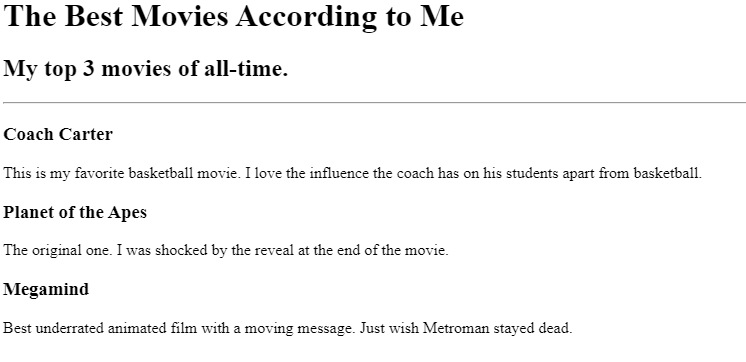 The Best Movies According to Me
My top 3 movies of all-time.
Coach Carter
This is my favorite basketball movie. I love the influence the coach has on his students apart from basketball.
Planet of the Apes
The original one. I was shocked by the reveal at the end of the movie.
Megamind
Best underrated animated film with a moving message. Just wish Metroman stayed dead.